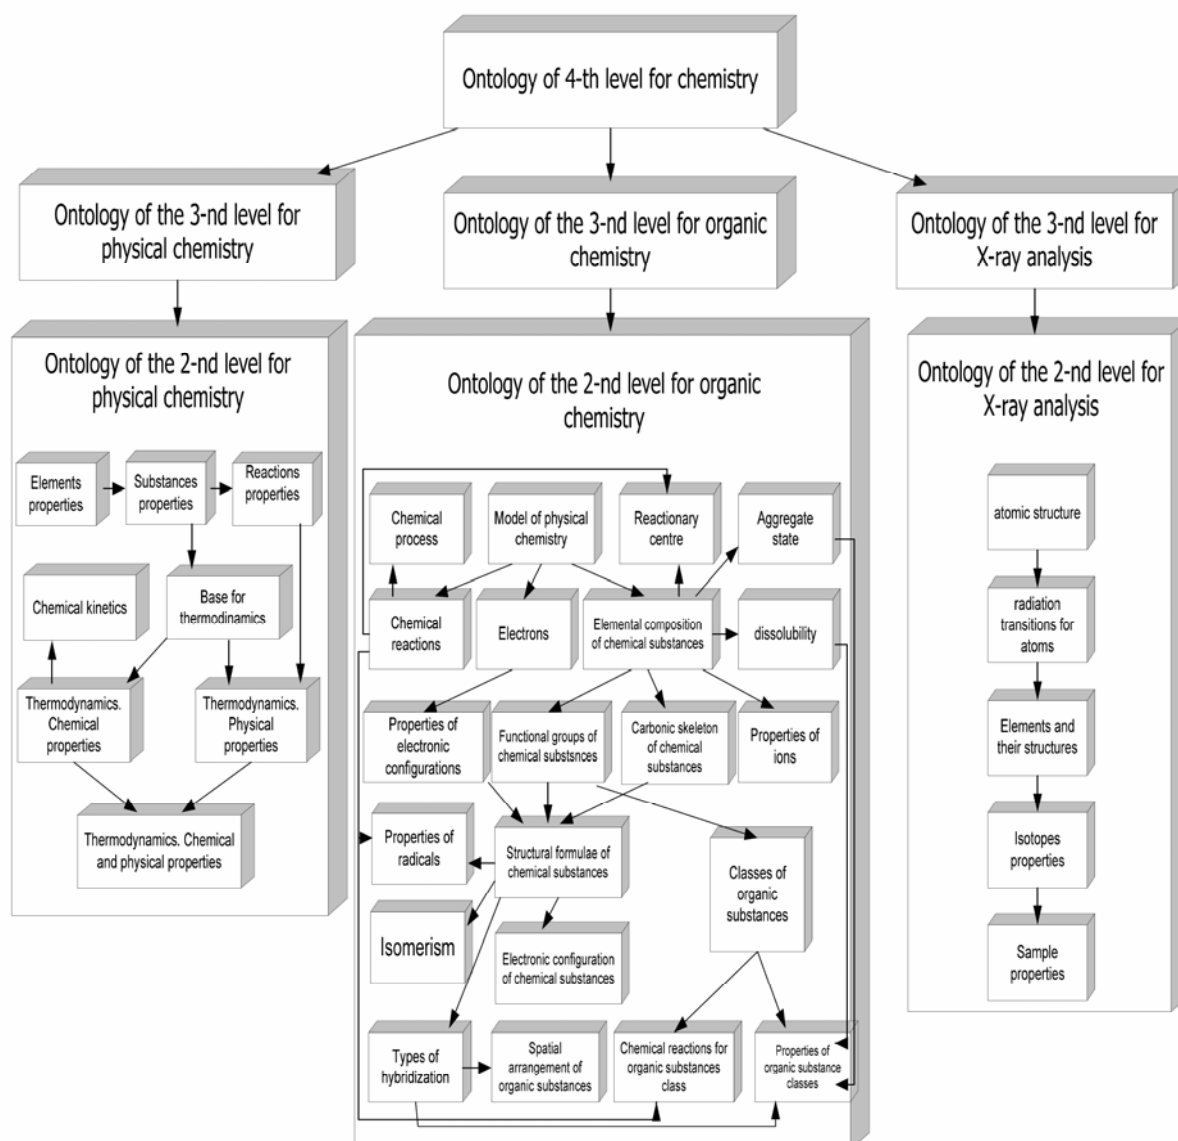 Ontology of 4-th level for chemistry
Ontology of the 3-nd level for
physical chemistry
Ontology of the 3-nd level for organic
chemistry
Ontology of the 3-nd level for
X-ray analysis
Ontology of the 2-nd level for
physical chemistry
Elements
properties
Substances
properties
Reactions
properties
Chemical kinetics
Base for
thermodinamics
Thermodynamics.
Chemical
properties
Thermodynamics.
Physical
properties
Thermodynamics. Chemical
and physical properties
Ontology of the 2-nd level for organic
chemistry
Chemical
process
Model of physical
chemistry
Reactionary
centre
Aggregate
state
Chemical
reactions
Electrons
Elemental composition
of chemical substances
dissolubility
Properties of
electronic
configurations
Functional groups of
chemical substsnces
Carbonic skeleton
of chemical
substances
Properties of
ions
Properties of
radicals
Structural formulae of
chemical substances
Classes of
organic
substances
Isomerism
Electronic configuration
of chemical substances
Types of
hybridization
Spatial
arrangement of
organic substances
Chemical reactions for
organic substances
class
Properties of
organic substance
classes
Ontology of the 2-nd level for
X-ray analysis
atomic structure
radiation
transitions for
atoms
Elements and
their structures
Isotopes
properties
Sample
properties